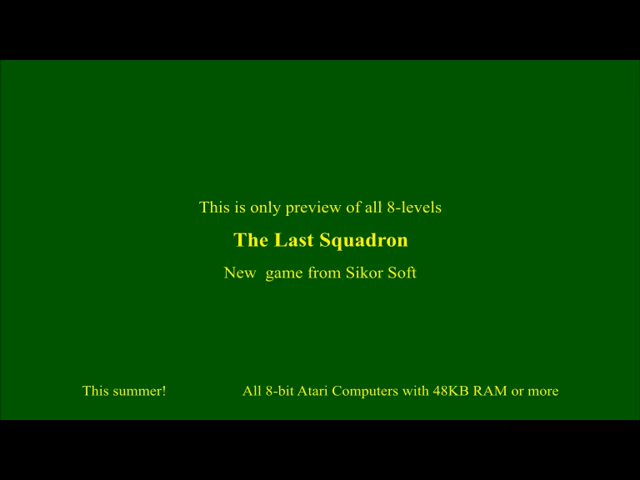 This is only preview of all 8-levels
The Last Squadron
New  game from Sikor Soft
This summer!
All 8-bit Atari Computers with 48KB RAM or more